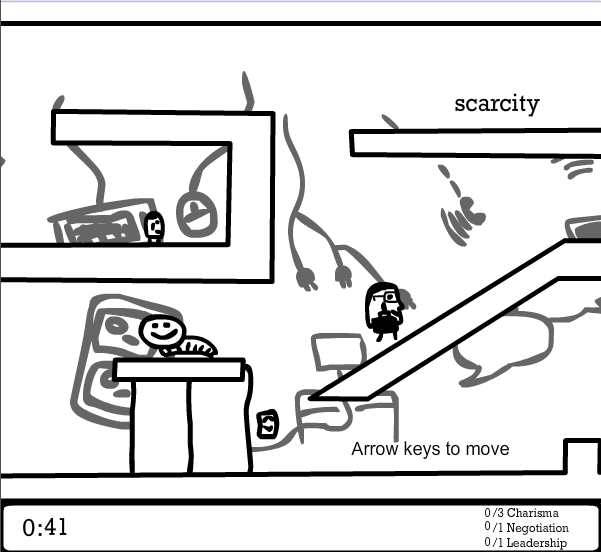 scarcity
Arrow keys to move
0:41
0/3 Charisma
0/1 Negotiation
0/1 Leadership